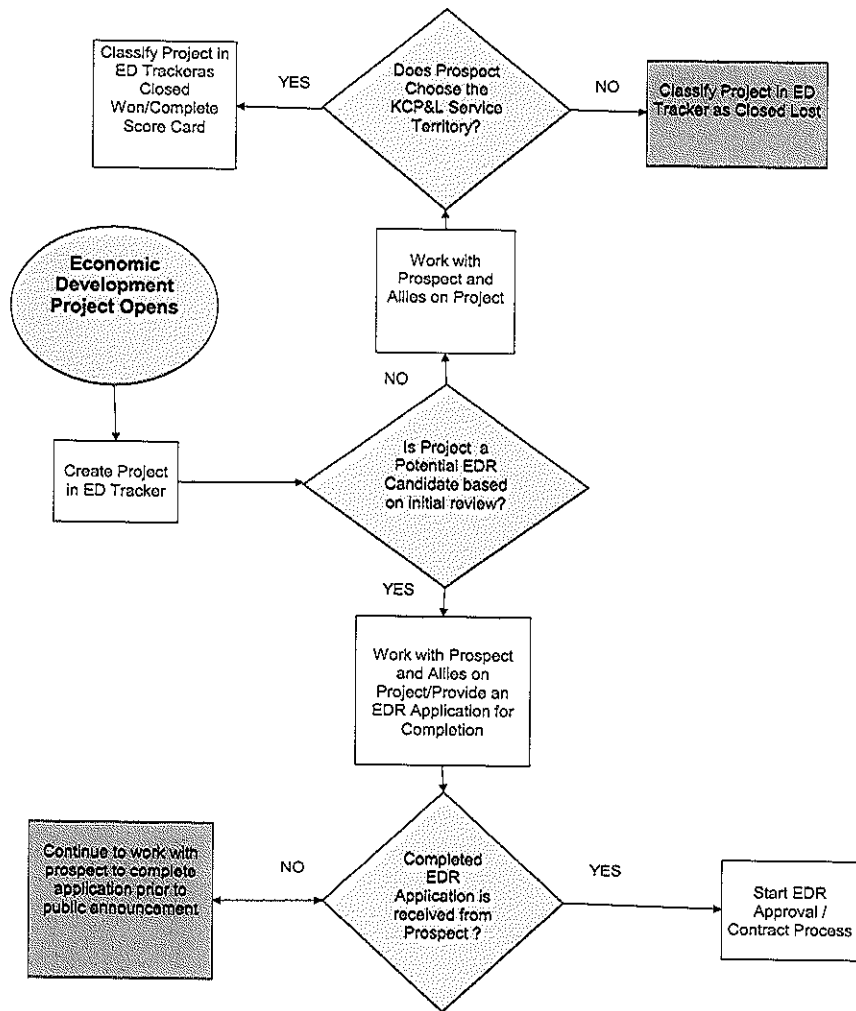 Classify Project in
ED Trackeras
Closed
Won/Complete
Score Card
YES
Does Prospect
Choose the
KCP&L Service
Territory?
NO
Classify Project in ED
Tracker as Closed Lost
Economic
Development
Project Opens
Work with
Prospect and
Allies on Project
NO
Create Project
in ED Tracker
Is Project a
Potential EDR
Candidate based
on initial review?
YES
Work with Prospect
and Allies on
Project/Provide an
EDR Application for
Completion
Continue to work with
prospect to complete
application prior to
public announcement
NO
Completed
EDR
Application is
received from
Prospect ?
YES
Start EDR
Approval /
Contract Process